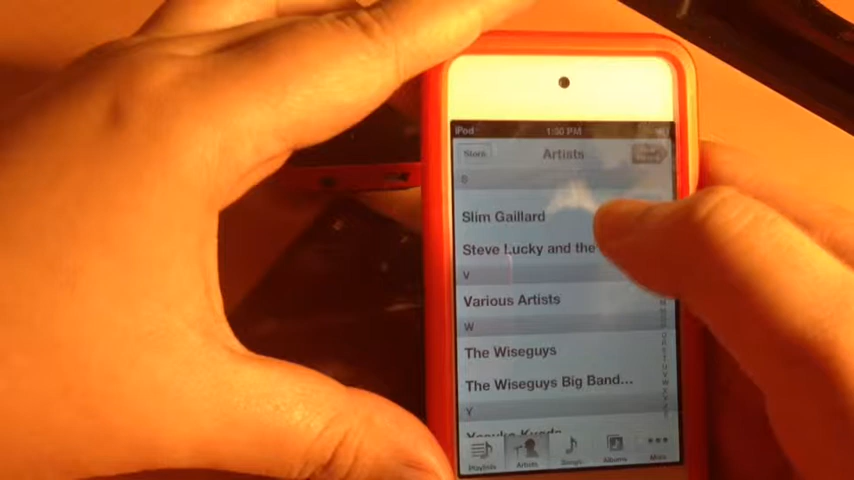 iPod 1:30 PM
Store Artists
S
Slim Gaillard
Steve Lucky and the
V
Various Artists
W
The Wiseguys
The Wiseguys Big Band...
Y
Playlists Artists Songs Albums More